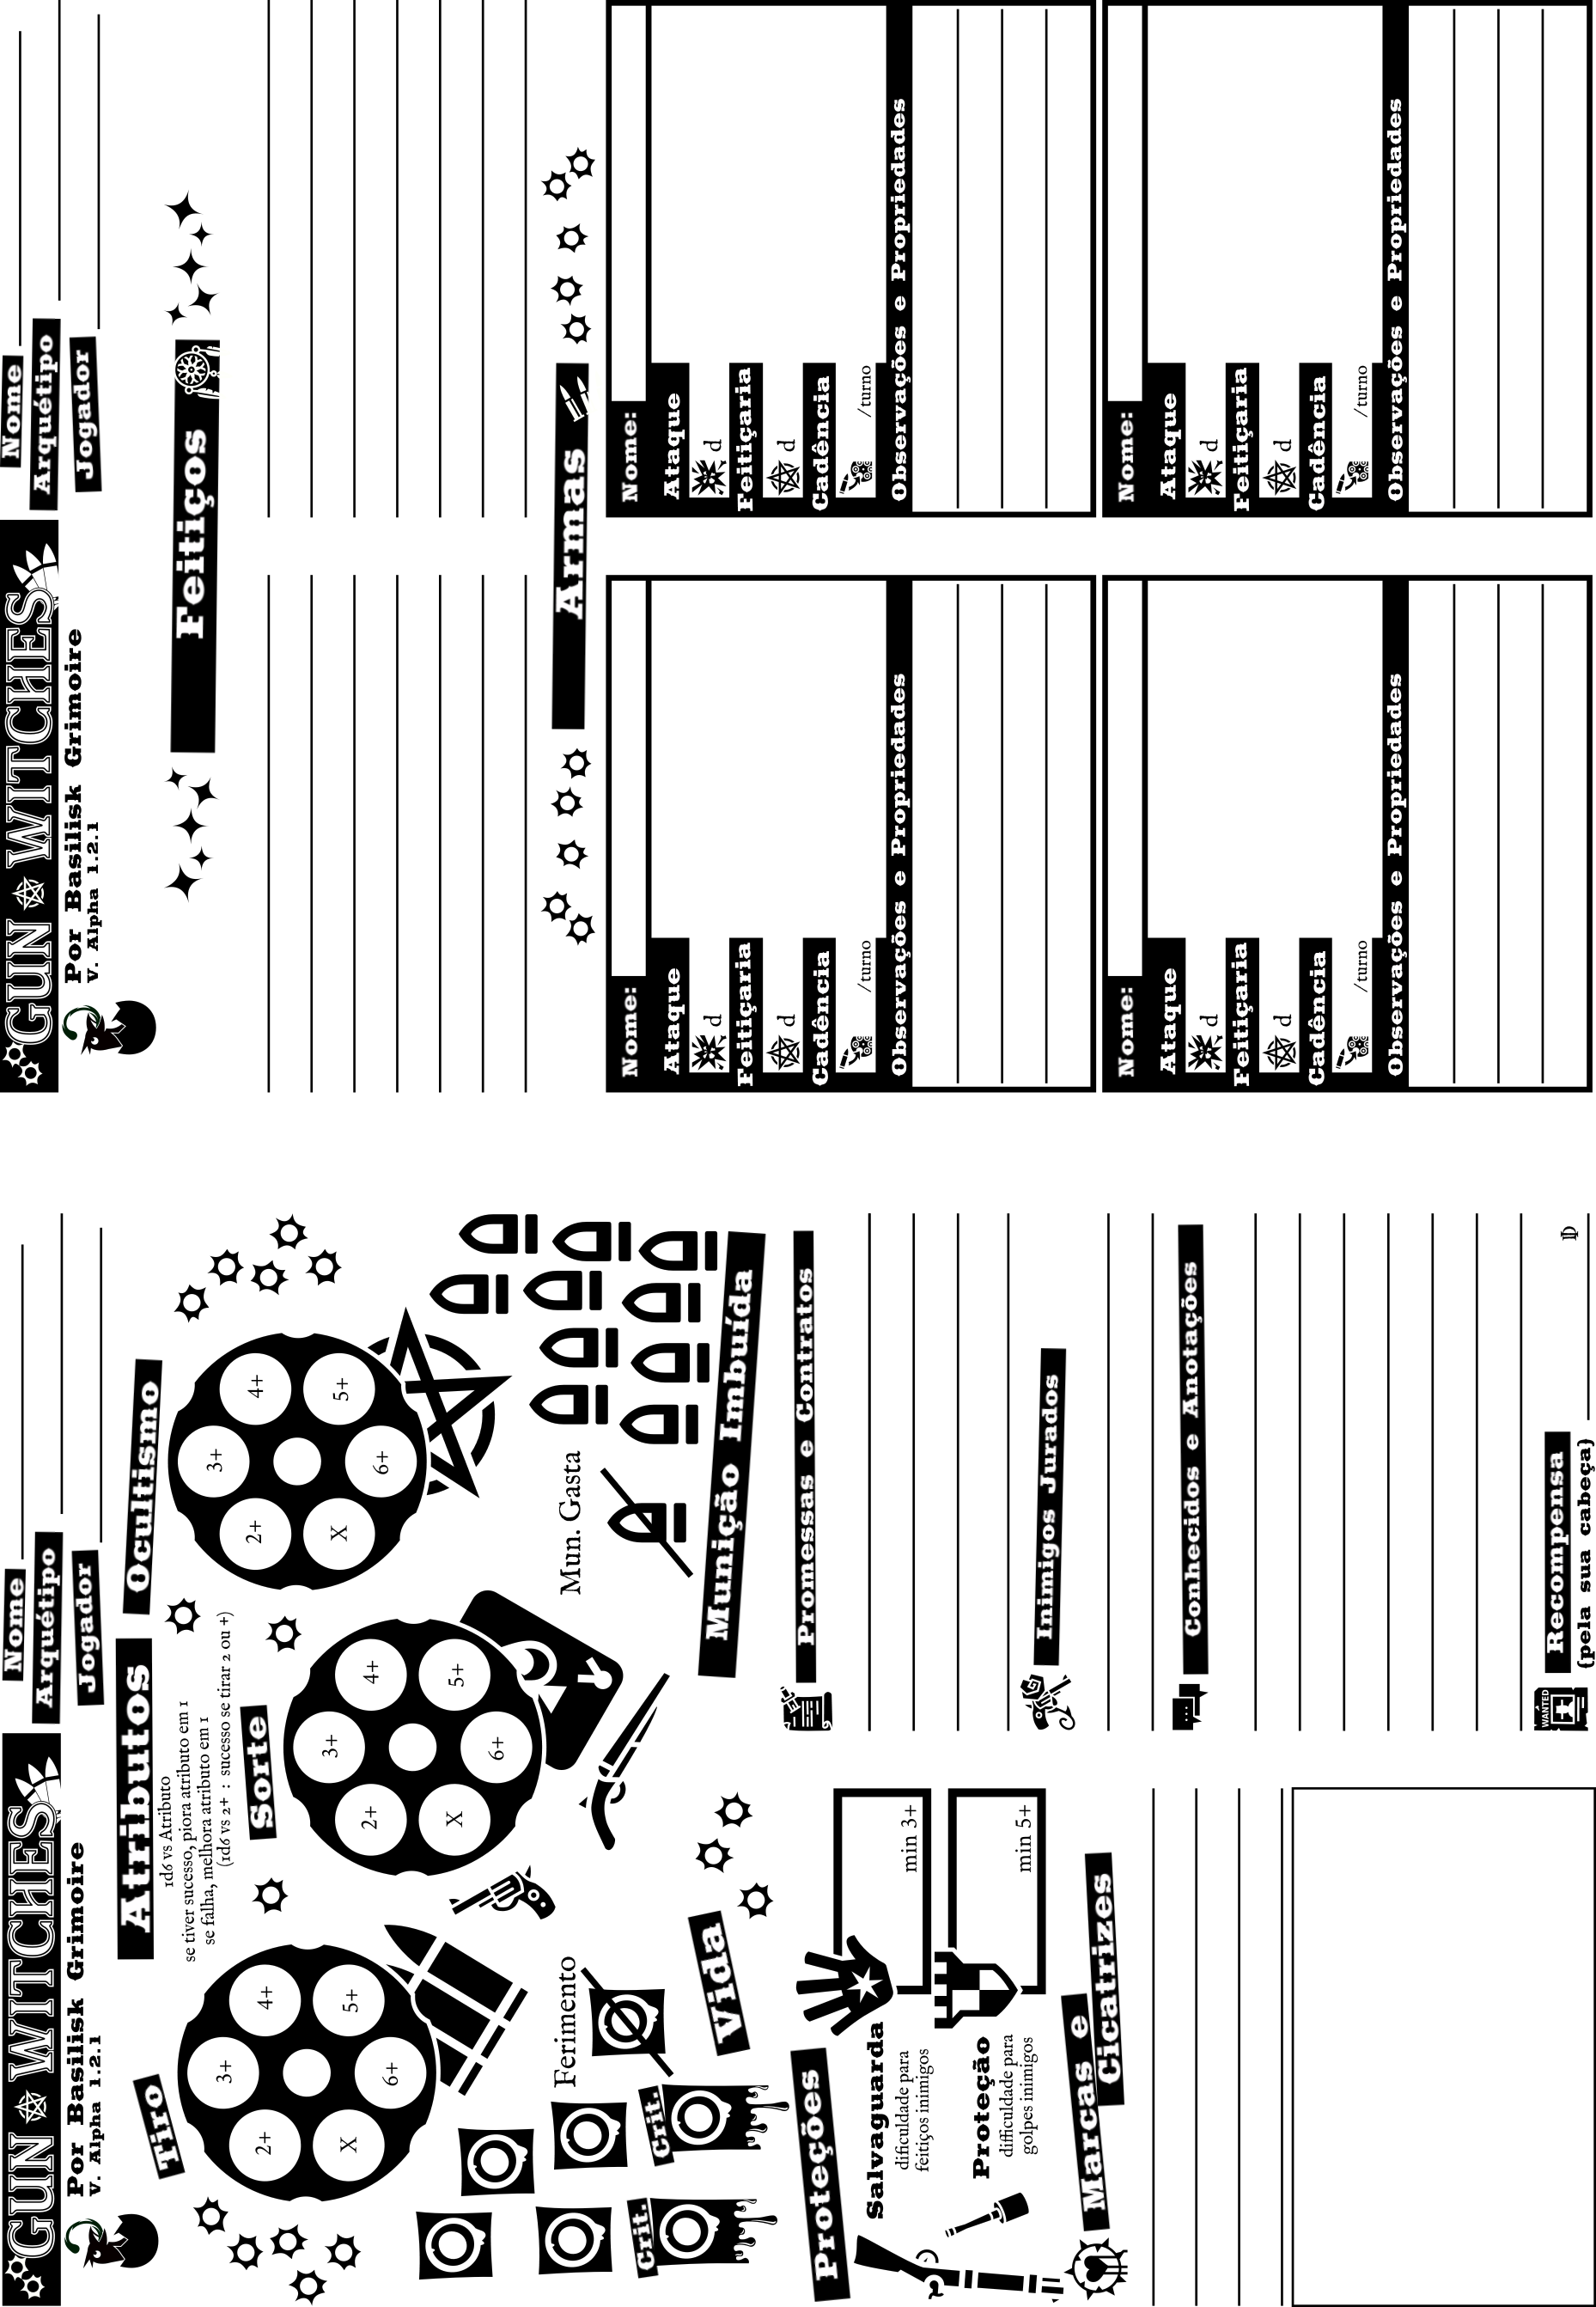 GUN WITCHES
Por Basilisk Grimoire
v. Alpha 1.2.1
Nome
Arquétipo
Jogador
Atributos
1d6 vs Atributo
se tiver sucesso, piora atributo em 1
se falha, melhora atributo em 1
(1d6 vs 2+ : sucesso se tirar 2 ou +)
Tiro
2+
3+
4+
5+
6+
X
Sorte
2+
3+
4+
5+
6+
X
Ocultismo
2+
3+
4+
5+
6+
X
Ferimento
Crit.
Crit.
Vida
Mun. Gasta
Munição Imbuída
Proteções
Salvaguarda
dificuldade para
feitiços inimigos
min 3+
Proteção
dificuldade para
golpes inimigos
min 5+
Marcas e
Cicatrizes
Promessas e Contratos
Inimigos Jurados
Conhecidos e Anotações
WANTED
Recompensa
(pela sua cabeça)
GUN WITCHES
Por Basilisk Grimoire
v. Alpha 1.2.1
Nome
Arquétipo
Jogador
Feitiços
Armas
Nome:
Ataque
d
Feitiçaria
d
Cadência
/turno
Observações e Propriedades
Nome:
Ataque
d
Feitiçaria
d
Cadência
/turno
Observações e Propriedades
Nome:
Ataque
d
Feitiçaria
d
Cadência
/turno
Observações e Propriedades
Nome:
Ataque
d
Feitiçaria
d
Cadência
/turno
Observações e Propriedades